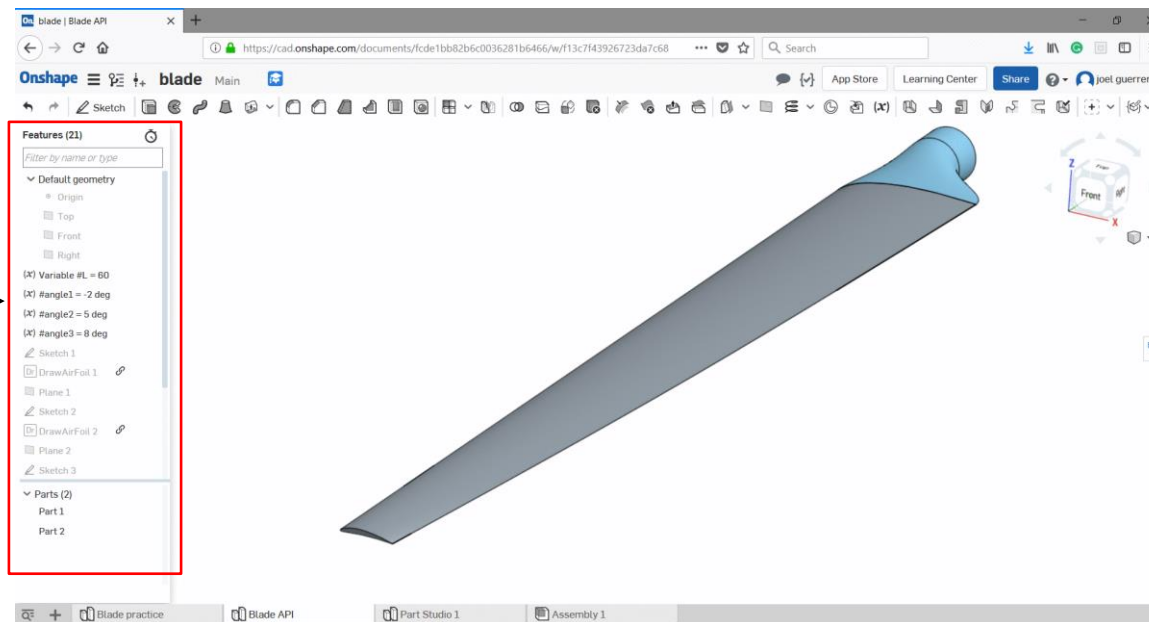 On. blade | Blade API
https://cad.onshape.com/documents/fcde1bb82b6c0036281b6466/w/f13c7f43926723da7c68
Search
Onshape
blade Main
App Store
Learning Center
Share
joel guerrer
Sketch
Features (21)
Filter by name or type
Default geometry
Origin
Top
Front
Right
(x) Variable #L = 60
(x) #angle1 = -2 deg
(x) #angle2 = 5 deg
(x) #angle3 = 8 deg
Sketch 1
Dr DrawAirFoil 1
Plane 1
Sketch 2
Dr DrawAirFoil 2
Plane 2
Sketch 3
Parts (2)
Part 1
Part 2
Z
Front
X
Blade practice
Blade API
Part Studio 1
Assembly 1